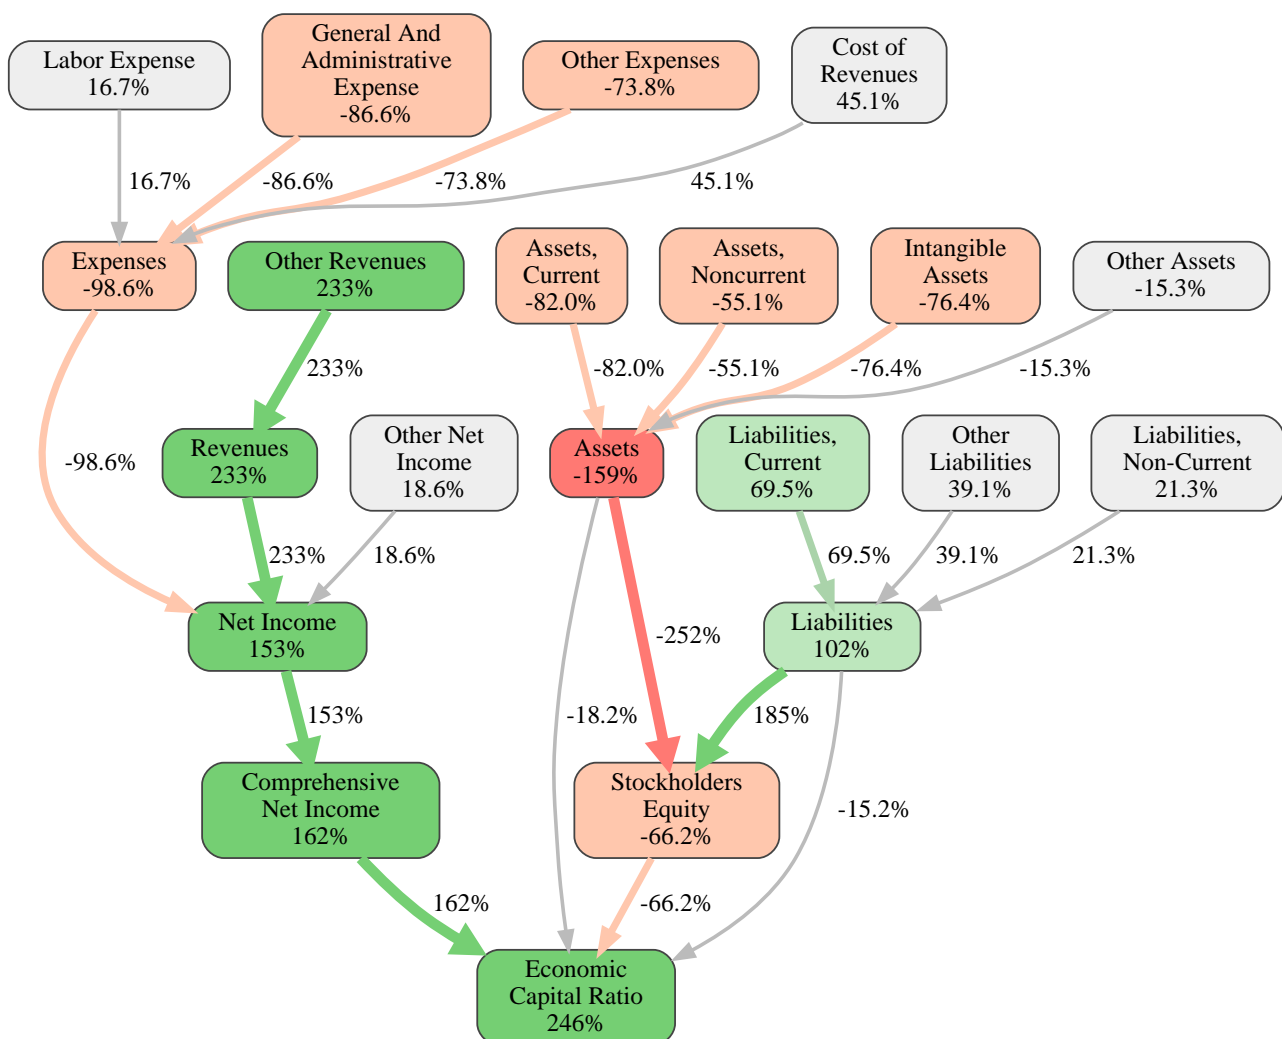 Labor Expense
16.7%
General And
Administrative
Expense
-86.6%
Other Expenses
-73.8%
Cost of
Revenues
45.1%
16.7%
-86.6%
-73.8%
45.1%
Expenses
-98.6%
Other Revenues
233%
Assets,
Current
-82.0%
Assets,
Noncurrent
-55.1%
Intangible
Assets
-76.4%
Other Assets
-15.3%
233%
-82.0%
-55.1%
-76.4%
-15.3%
-98.6%
Revenues
233%
Other Net
Income
18.6%
Assets
-159%
Liabilities,
Current
69.5%
Other
Liabilities
39.1%
Liabilities,
Non-Current
21.3%
233%
18.6%
69.5%
39.1%
21.3%
Net Income
153%
-252%
Liabilities
102%
153%
-18.2%
185%
Comprehensive
Net Income
162%
Stockholders
Equity
-66.2%
-15.2%
162%
-66.2%
Economic
Capital Ratio
246%